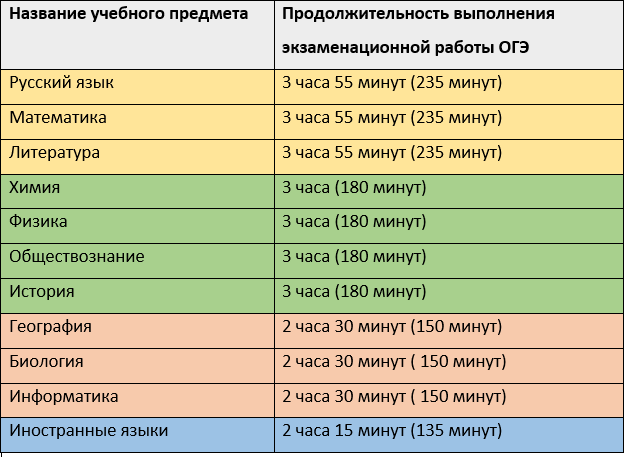 Название учебного предмета
Продолжительность выполнения
экзаменационной работы ОГЭ
Русский язык
3 часа 55 минут (235 минут)
Математика
3 часа 55 минут (235 минут)
Литература
3 часа 55 минут (235 минут)
Химия
3 часа (180 минут)
Физика
3 часа (180 минут)
Обществознание
3 часа (180 минут)
История
3 часа (180 минут)
География
2 часа 30 минут (150 минут)
Биология
2 часа 30 минут ( 150 минут)
Информатика
2 часа 30 минут ( 150 минут)
Иностранные языки
2 часа 15 минут (135 минут)